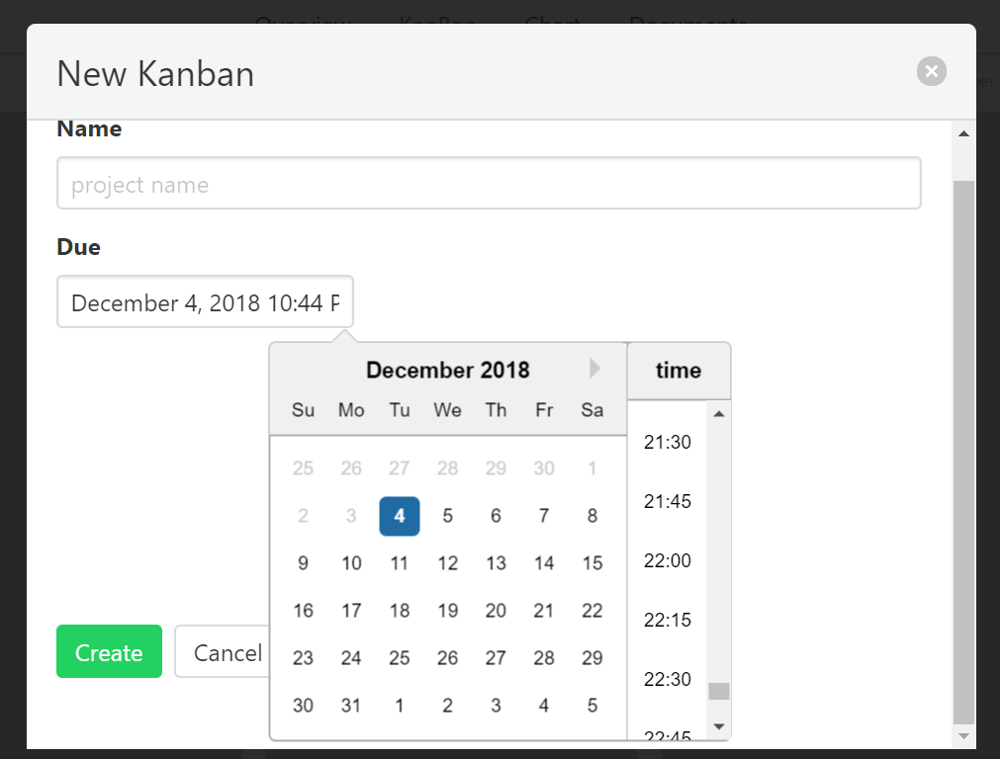 Overview KanBan Chart Documents
New Kanban
Name
project name
Due
December 4, 2018 10:44 P
December 2018 time
Su Mo Tu We Th Fr Sa
25 26 27 28 29 30 1
2 3 4 5 6 7 8
9 10 11 12 13 14 15
16 17 18 19 20 21 22
23 24 25 26 27 28 29
30 31 1 2 3 4 5
21:30
21:45
22:00
22:15
22:30
22:45
Create Cancel